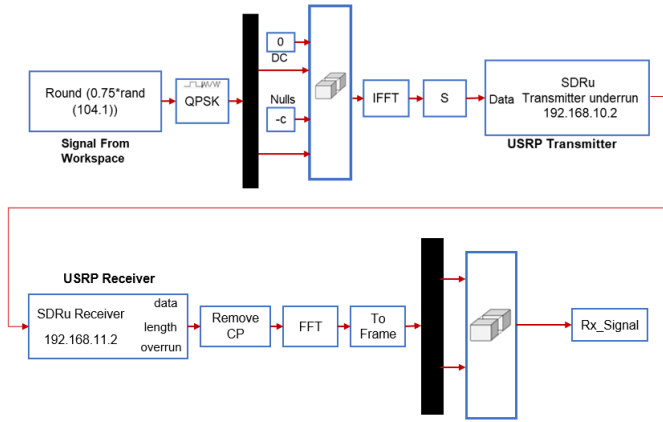 Round (0.75*rand
(104.1))
Signal From
Workspace
QPSK
0
DC
Nulls
-c
IFFT
S
Data
SDRu
Transmitter underrun
192.168.10.2
USRP Transmitter
USRP Receiver
SDRu Receiver
192.168.11.2
data
length
overrun
Remove
CP
FFT
To
Frame
Rx_Signal